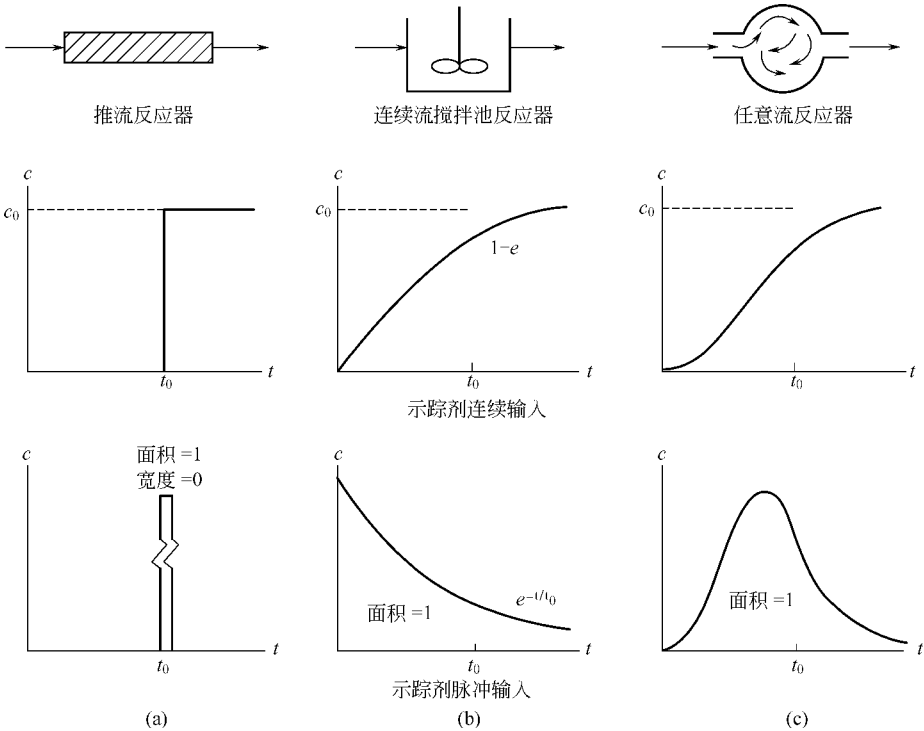 推流反应器
连续流搅拌池反应器
任意流反应器
c
c0
t0
t
c
c0
1-e
t0
t
c
c0
t0
t
示踪剂连续输入
c
面积=1
宽度=0
t0
t
c
面积=1
e-t/t0
t0
t
c
面积=1
t0
t
示踪剂脉冲输入
(a)
(b)
(c)